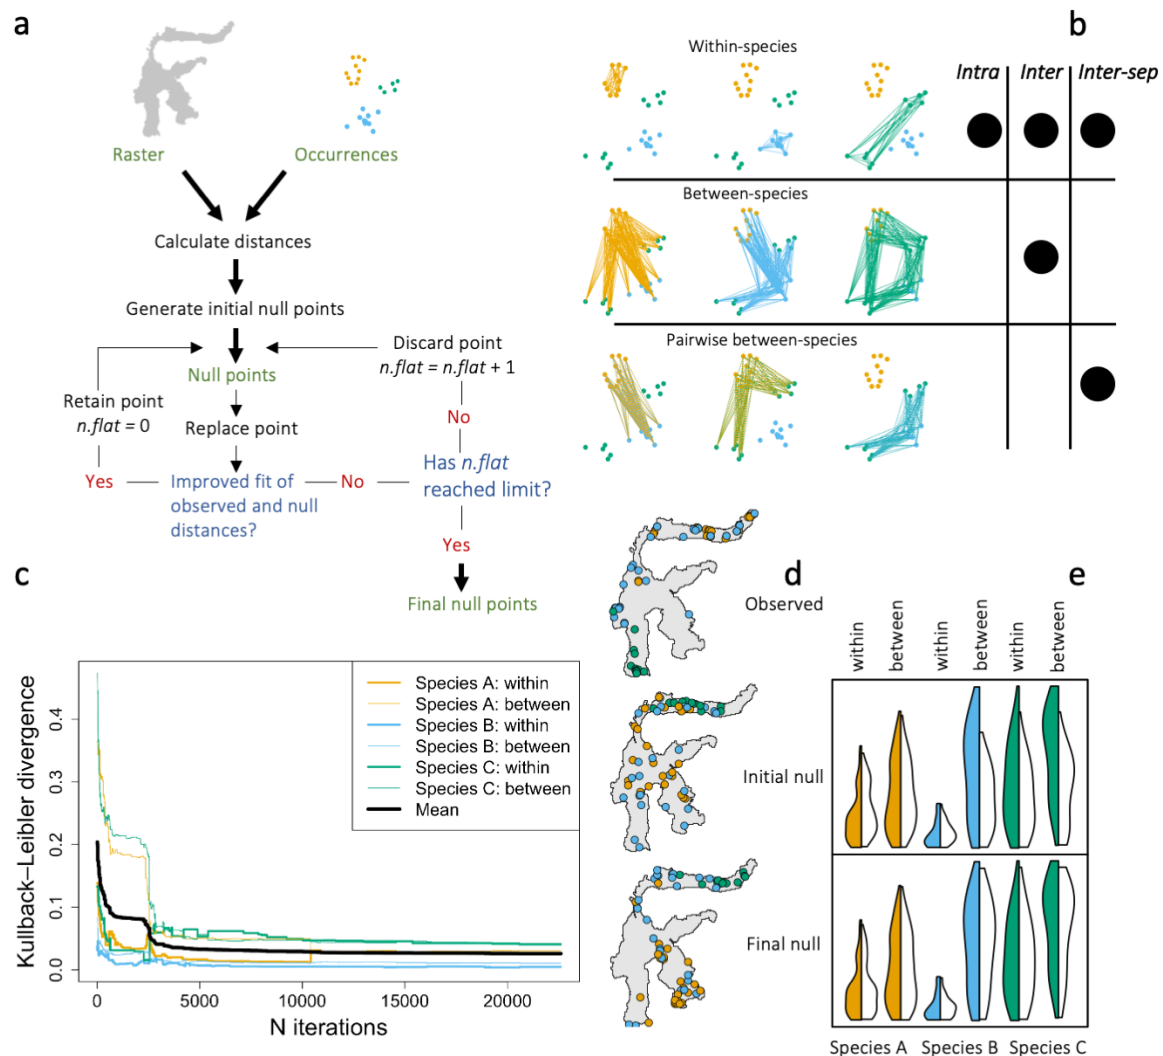 a
Raster
Occurrences
Calculate distances
Generate initial null points
Discard point
n.flat = n.flat + 1
Null points
Retain point
n.flat = 0
Replace point
No
Yes
Improved fit of
observed and null
distances?
No
Has n.flat
reached limit?
Yes
Final null points
b
Within-species
Intra
Inter
Inter-sep
Between-species
Pairwise between-species
c
Kullback–Leibler divergence
0.4
0.3
0.2
0.1
0.0
Species A: within
Species A: between
Species B: within
Species B: between
Species C: within
Species C: between
Mean
0
5000
10000
15000
20000
N iterations
d
Observed
Initial null
Final null
e
within
between
within
between
within
between
Species A
Species B
Species C